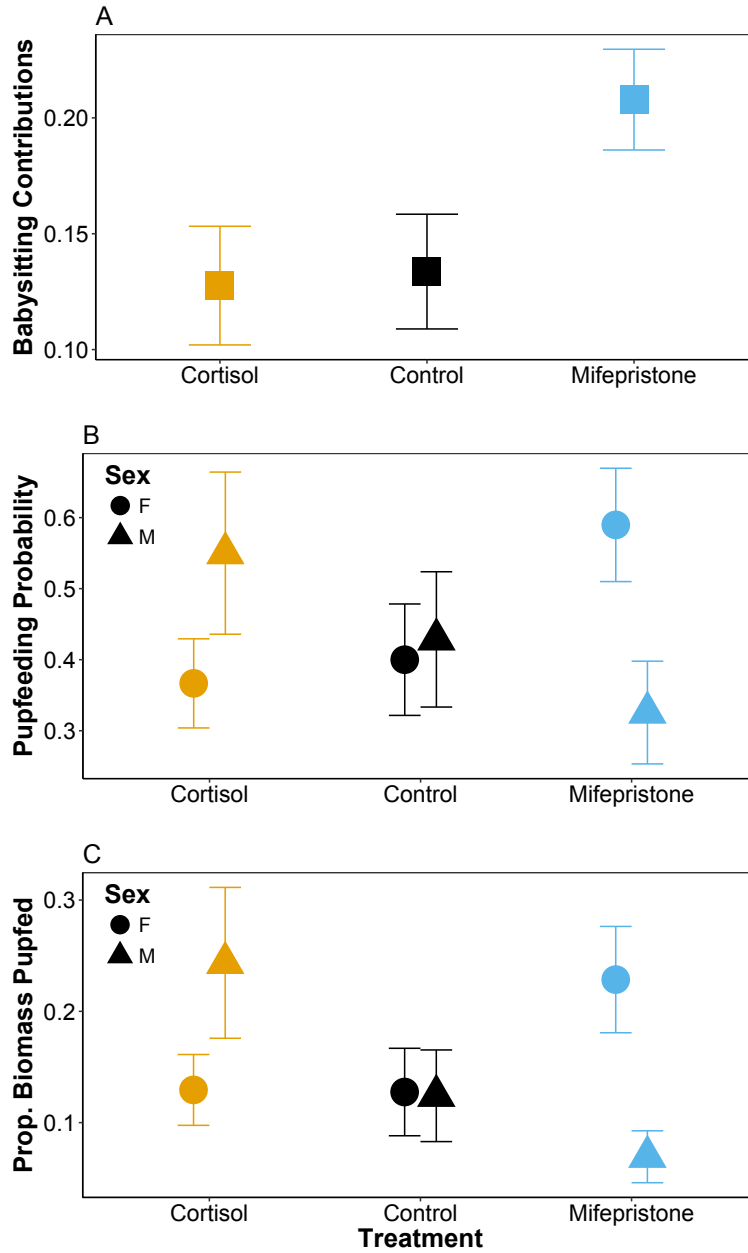 A
Babysitting Contributions
0.20
0.15
0.10
Cortisol Control Mifepristone
B
Pupfeeding Probability
Sex
F
M
0.6
0.5
0.4
0.3
Cortisol Control Mifepristone
C
Prop. Biomass Pupfed
Sex
F
M
0.3
0.2
0.1
Cortisol Control Mifepristone
Treatment